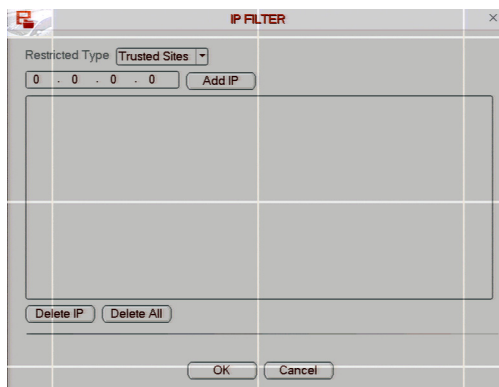 IP FILTER
Restricted Type Trusted Sites
0 . 0 . 0 . 0 Add IP
Delete IP Delete All
OK Cancel